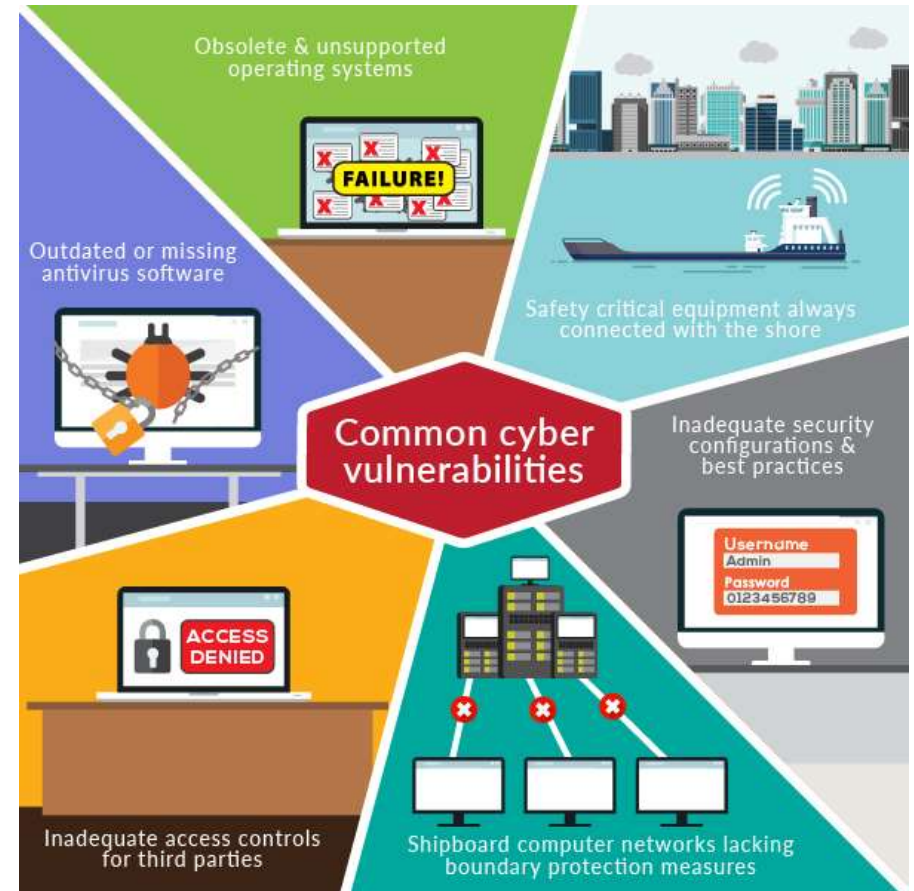 Obsolete & unsupported
operating systems
FAILURE!
Safety critical equipment always
connected with the shore
Outdated or missing
antivirus software
Common cyber
vulnerabilities
Inadequate security
configurations &
best practices
Username
Admin
Password
0123456789
ACCESS
DENIED
Inadequate access controls
for third parties
Shipboard computer networks lacking
boundary protection measures